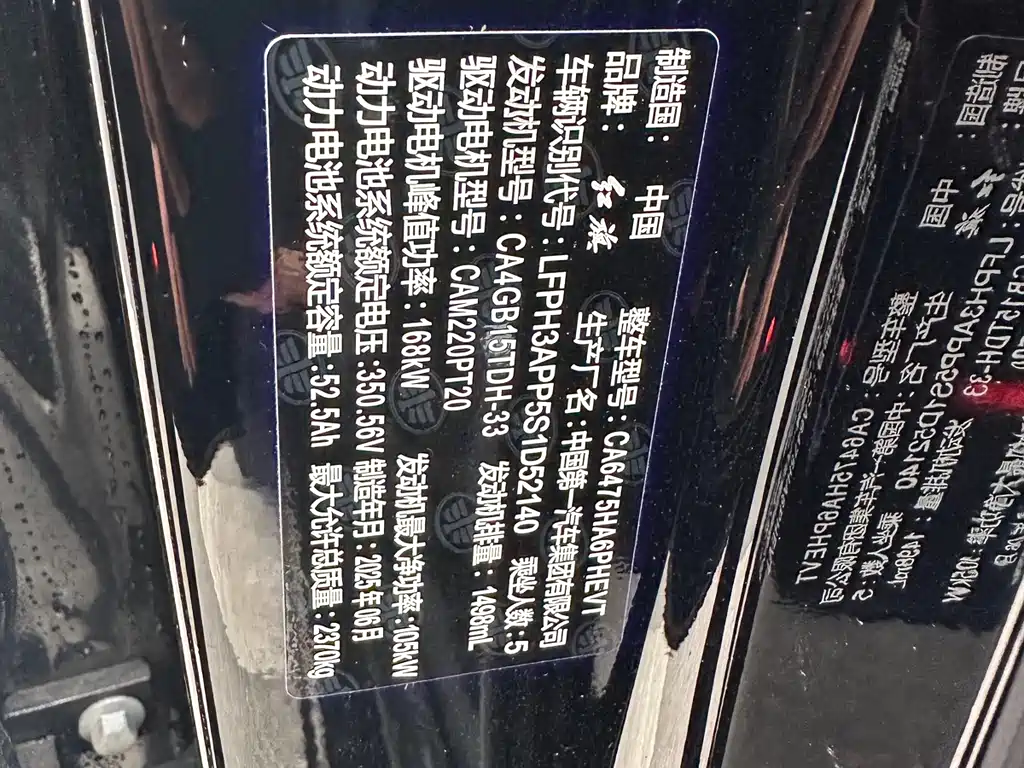 制造国： 中国 整车型号：CA6475HA6PHEVT
品牌： 红旗 生产厂名：中国第一汽车集团有限公司
车辆识别代号：LFPH3APP5S1D52140 乘坐人数：5
发动机型号：CA4GB15TDH-33 发动机排量：1498mL
驱动电机型号：CAM220PT20
驱动电机峰值功率：168kW 发动机最大净功率：105kW
动力电池系统额定电压：350.56V 制造年月：2025年06月
动力电池系统额定容量：52.5Ah 最大允许总质量：2370kg